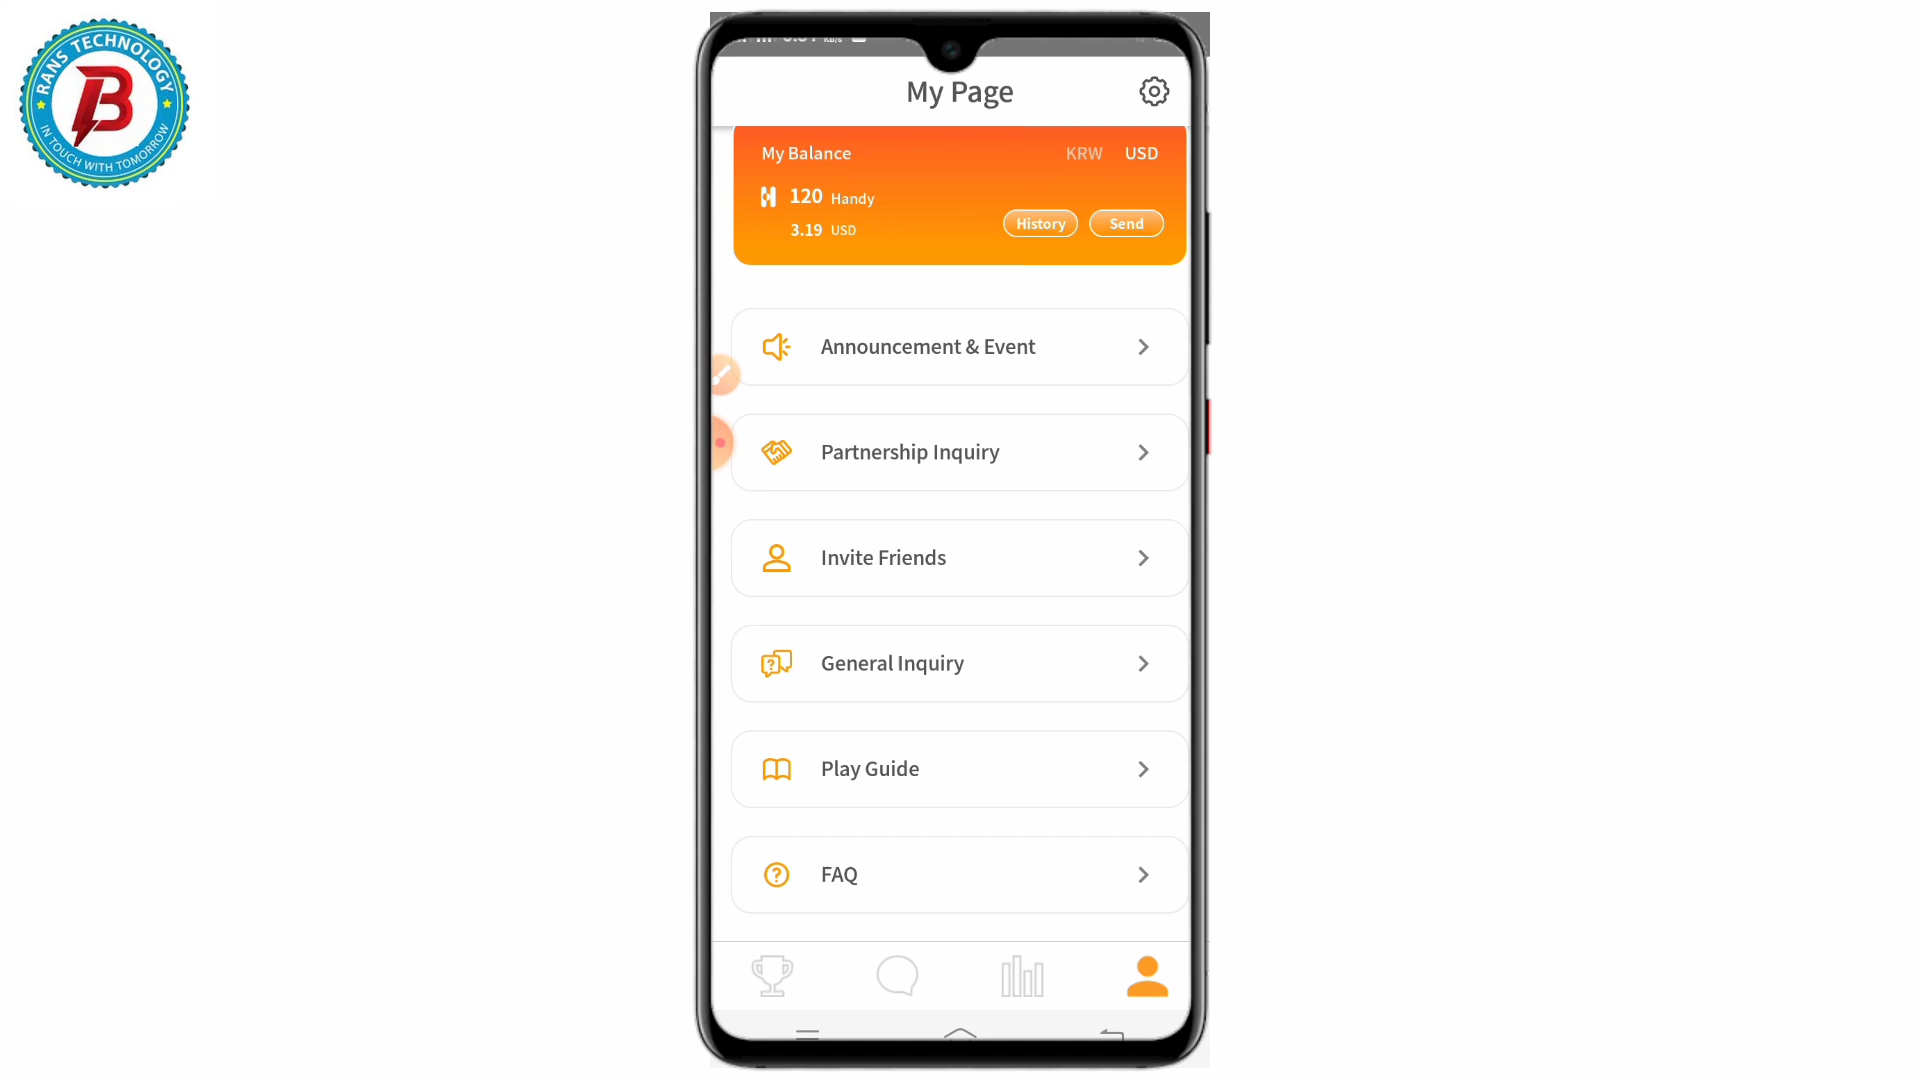 RANS TECHNOLOGY
B
IN TOUCH WITH TOMORROW
My Page
My Balance
KRW USD
120 Handy
3.19 USD
History Send
Announcement & Event
Partnership Inquiry
Invite Friends
General Inquiry
Play Guide
FAQ